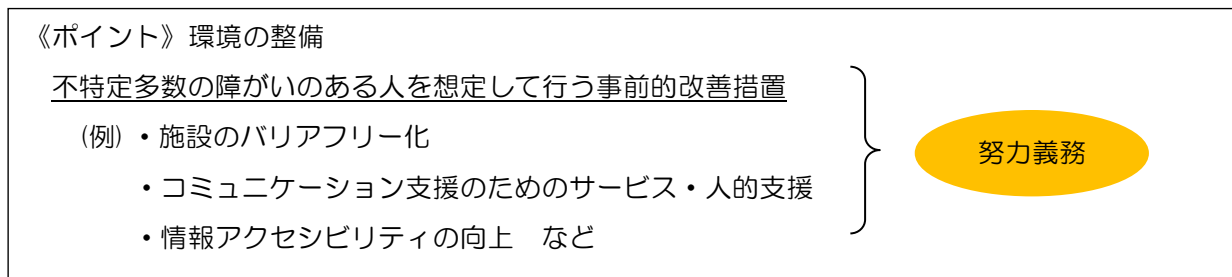 《ポイント》環境の整備
不特定多数の障がいのある人を想定して行う事前的改善措置
(例)・施設のバリアフリー化
・コミュニケーション支援のためのサービス・人的支援
・情報アクセシビリティの向上　など
努力義務